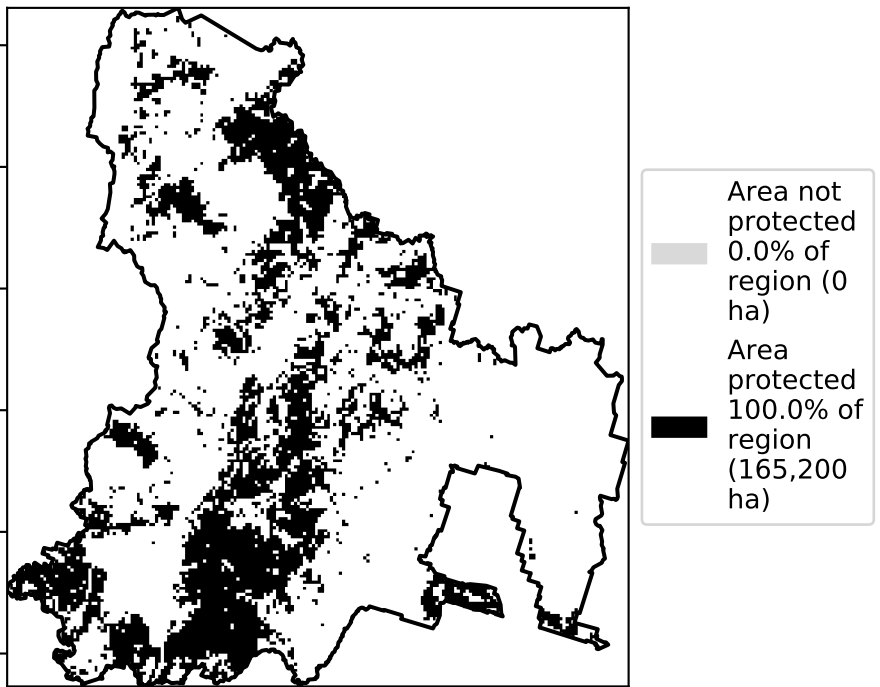 Area not
protected
0.0% of
region (0
ha)
Area
protected
100.0% of
region
(165,200
ha)